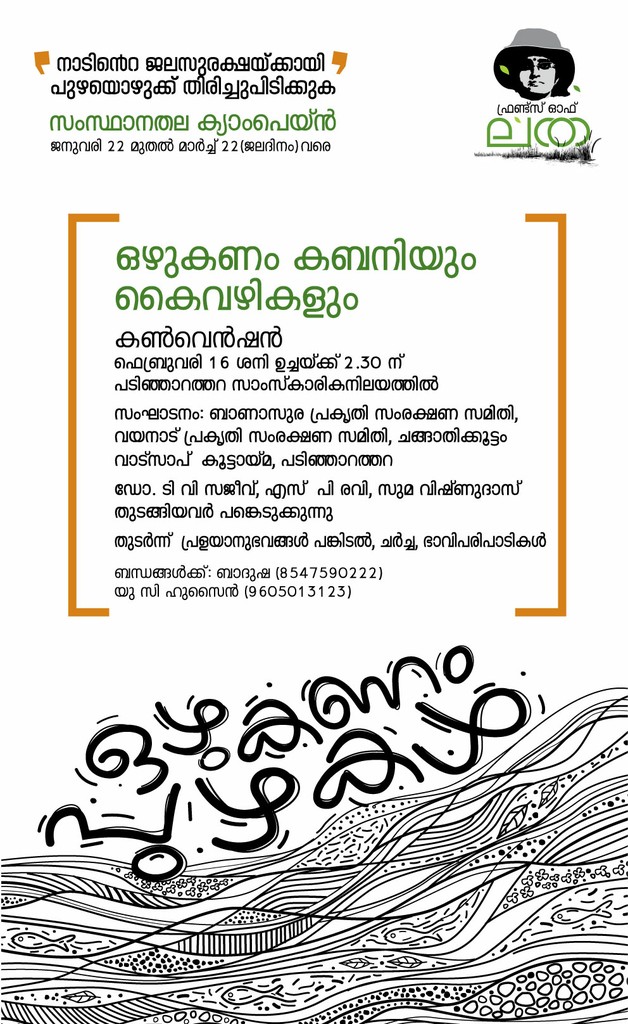 നാടിന്റെ ജലസുരക്ഷയ്ക്കായി
പുഴയൊഴുക്ക് തിരിച്ചുപിടിക്കുക
സംസ്ഥാനതല ക്യാംപെയ്ൻ
ജനുവരി 22 മുതൽ മാർച്ച് 22(ജലദിനം)വരെ
ഫ്രണ്ട്സ് ഓഫ്
ലത
ഒഴുകണം കബനിയും
കൈവഴികളും
കൺവെൻഷൻ
ഫെബ്രുവരി 16 ശനി ഉച്ചയ്ക്ക് 2.30 ന്
പടിഞ്ഞാറത്തറ സാംസ്കാരികനിലയത്തിൽ
സംഘാടനം: ബാണാസുര പ്രകൃതി സംരക്ഷണ സമിതി,
വയനാട് പ്രകൃതി സംരക്ഷണ സമിതി, ചങ്ങാതിക്കൂട്ടം
വാട്സാപ് കൂട്ടായ്മ, പടിഞ്ഞാറത്തറ
ഡോ. ടി വി സജീവ്, എസ് പി രവി, സുമ വിഷ്ണുദാസ്
തുടങ്ങിയവർ പങ്കെടുക്കുന്നു
തുടർന്ന് പ്രളയാനുഭവങ്ങൾ പങ്കിടൽ, ചർച്ച, ഭാവിപരിപാടികൾ
ബന്ധങ്ങൾക്ക്: ബാദുഷ (8547590222)
യു സി ഹുസൈൻ (9605013123)
ഒഴുകണം
പുഴകൾ